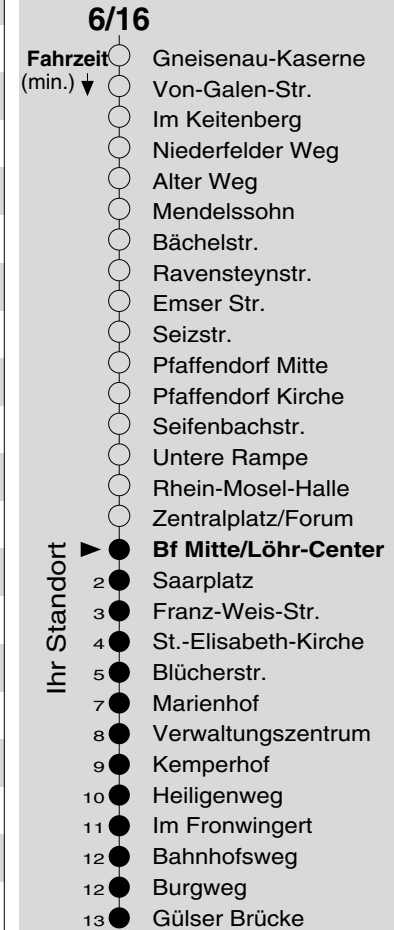 6/16
Fahrzeit Gneisenau-Kaserne
(min.) Von-Galen-Str.
Im Keitenberg
Niederfelder Weg
Alter Weg
Mendelssohn
Bächelstr.
Ravensteynstr.
Emser Str.
Seizstr.
Pfaffendorf Mitte
Pfaffendorf Kirche
Seifenbachstr.
Untere Rampe
Rhein-Mosel-Halle
Zentralplatz/Forum
Ihr Standort
Bf Mitte/Löhr-Center
2 Saarplatz
3 Franz-Weis-Str.
4 St.-Elisabeth-Kirche
5 Blücherstr.
7 Marienhof
8 Verwaltungszentrum
9 Kemperhof
10 Heiligenweg
11 Im Fronwingert
12 Bahnhofsweg
12 Burgweg
13 Gülser Brücke